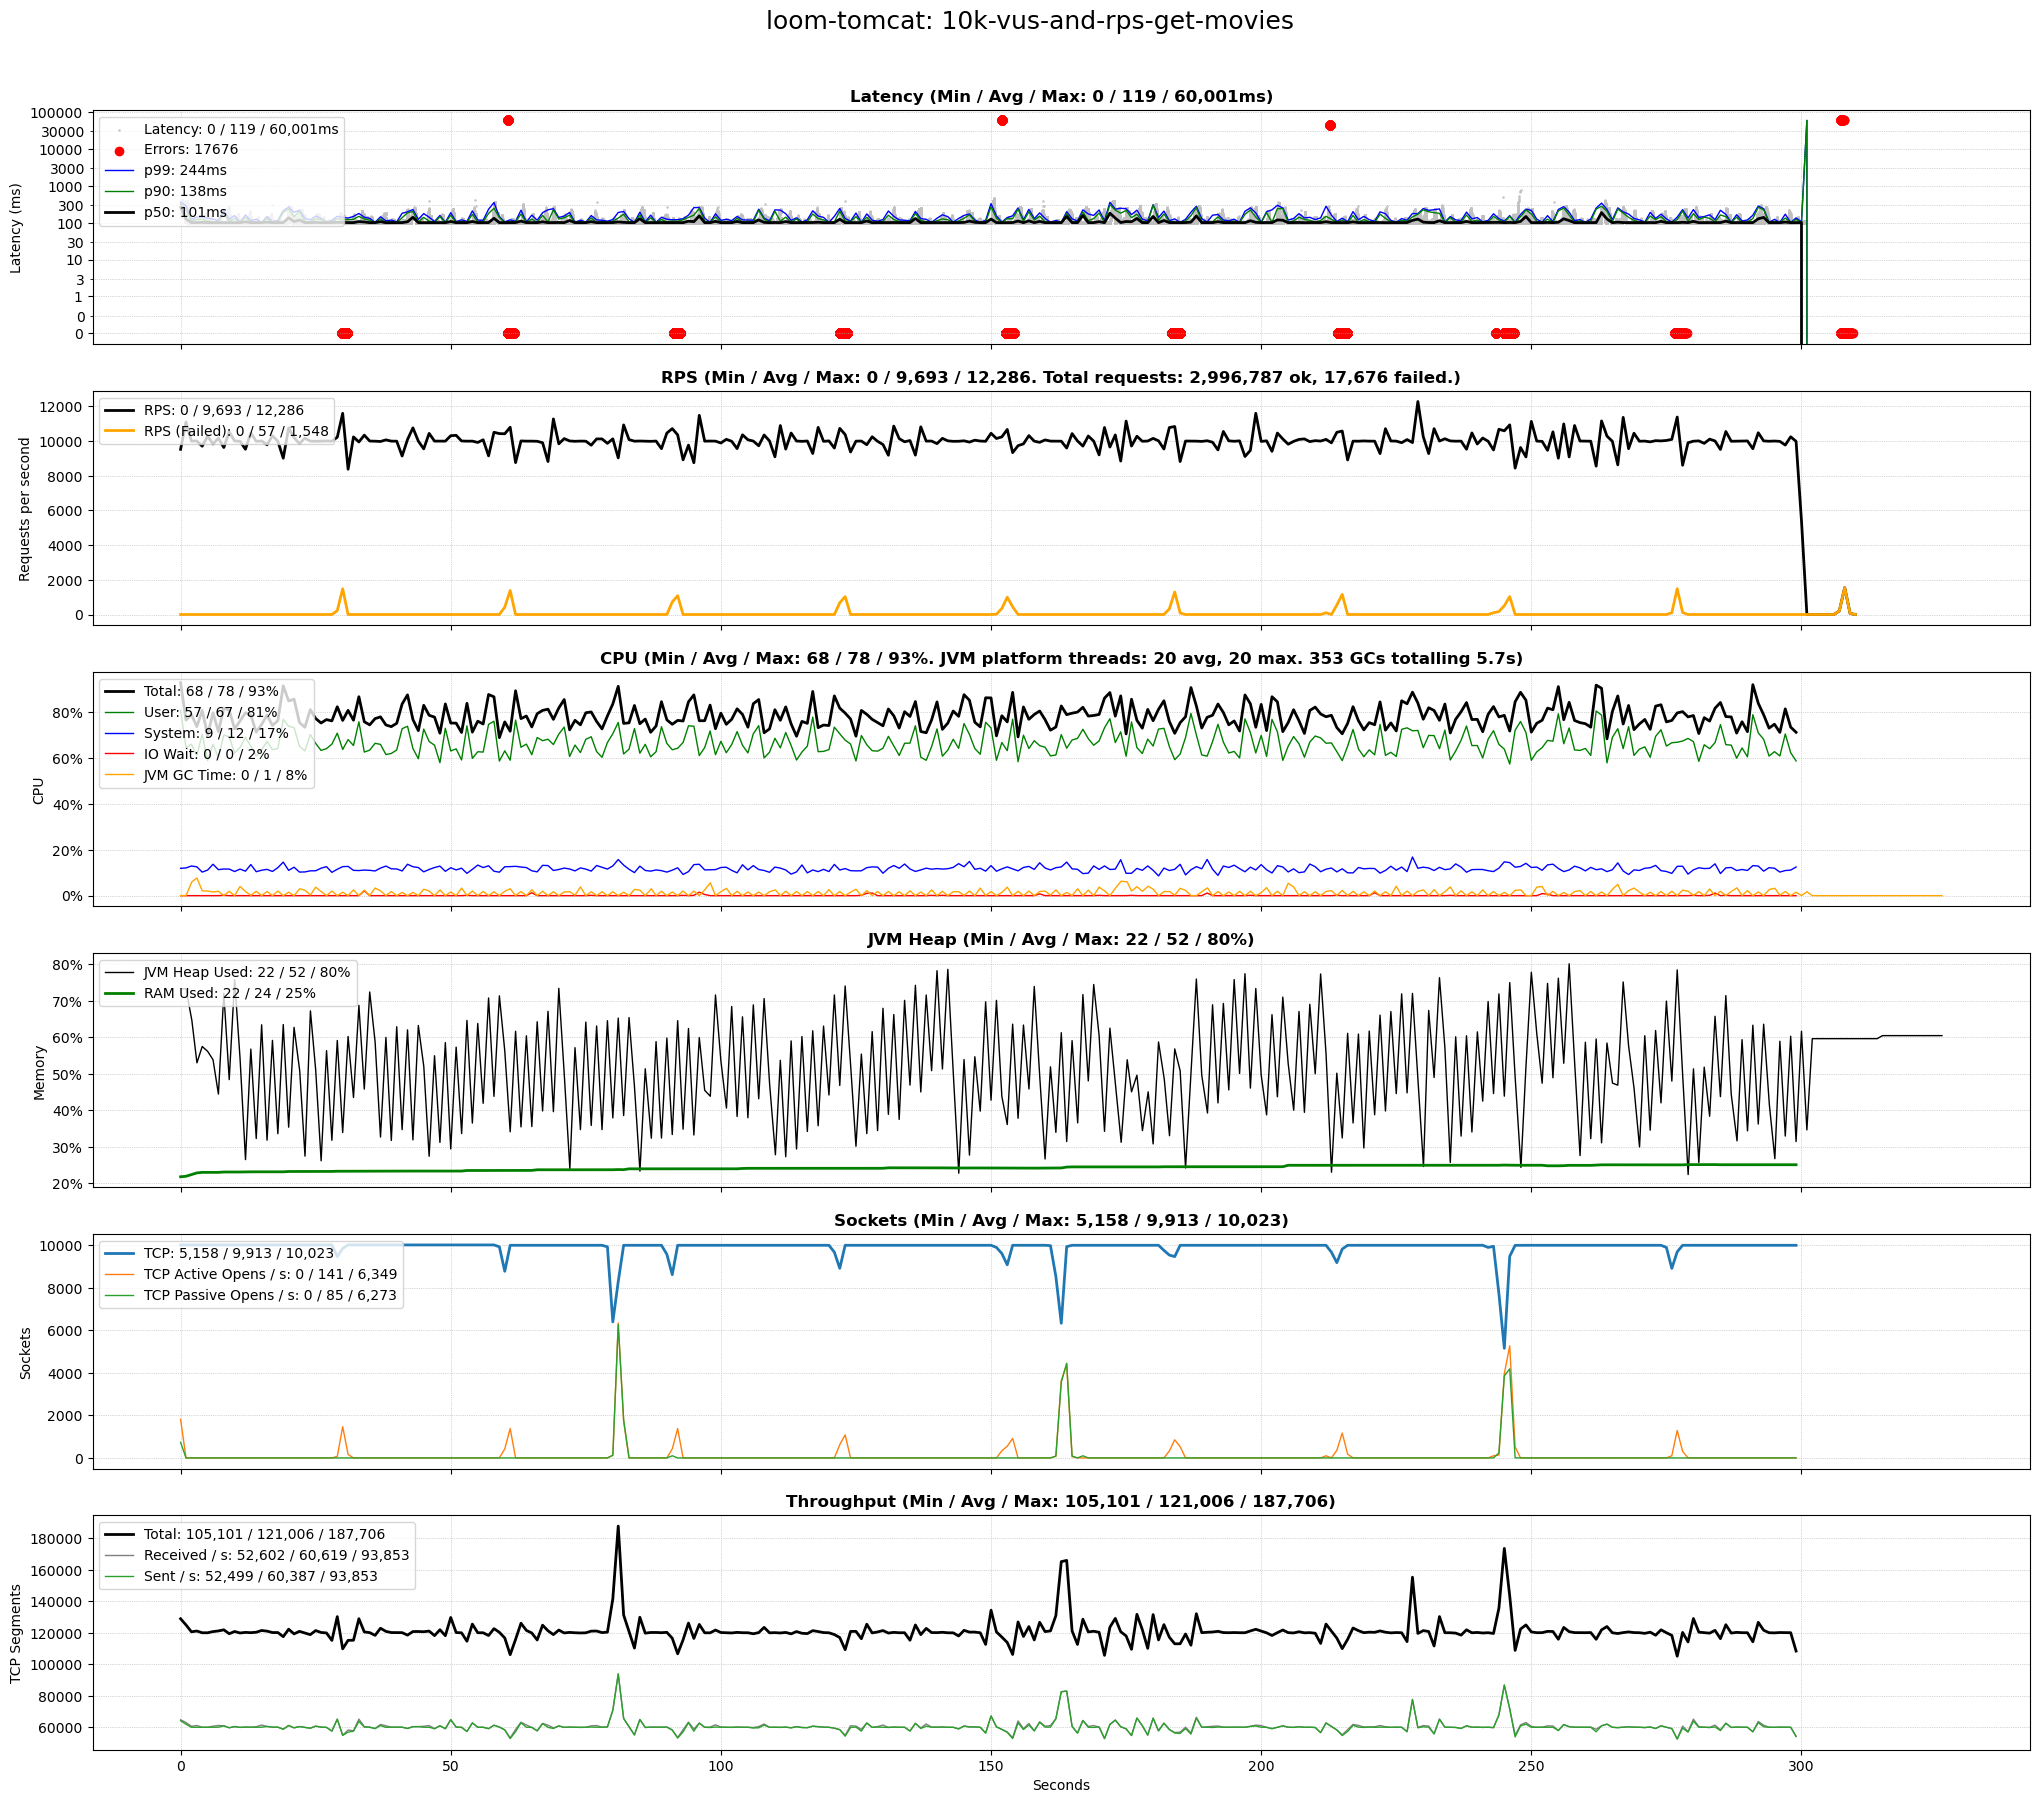 loom-tomcat: 10k-vus-and-rps-get-movies
Latency (Min / Avg / Max: 0 / 119 / 60,001ms)
Latency (ms)
100000
30000
10000
3000
1000
300
100
30
10
3
1
0
0
Latency: 0 / 119 / 60,001ms
Errors: 17676
p99: 244ms
p90: 138ms
p50: 101ms
RPS (Min / Avg / Max: 0 / 9,693 / 12,286. Total requests: 2,996,787 ok, 17,676 failed.)
Requests per second
12000
10000
8000
6000
4000
2000
0
RPS: 0 / 9,693 / 12,286
RPS (Failed): 0 / 57 / 1,548
CPU (Min / Avg / Max: 68 / 78 / 93%. JVM platform threads: 20 avg, 20 max. 353 GCs totalling 5.7s)
CPU
80%
60%
40%
20%
0%
Total: 68 / 78 / 93%
User: 57 / 67 / 81%
System: 9 / 12 / 17%
IO Wait: 0 / 0 / 2%
JVM GC Time: 0 / 1 / 8%
JVM Heap (Min / Avg / Max: 22 / 52 / 80%)
Memory
80%
70%
60%
50%
40%
30%
20%
JVM Heap Used: 22 / 52 / 80%
RAM Used: 22 / 24 / 25%
Sockets (Min / Avg / Max: 5,158 / 9,913 / 10,023)
Sockets
10000
8000
6000
4000
2000
0
TCP: 5,158 / 9,913 / 10,023
TCP Active Opens / s: 0 / 141 / 6,349
TCP Passive Opens / s: 0 / 85 / 6,273
Throughput (Min / Avg / Max: 105,101 / 121,006 / 187,706)
TCP Segments
180000
160000
140000
120000
100000
80000
60000
Total: 105,101 / 121,006 / 187,706
Received / s: 52,602 / 60,619 / 93,853
Sent / s: 52,499 / 60,387 / 93,853
0 50 100 150 200 250 300
Seconds